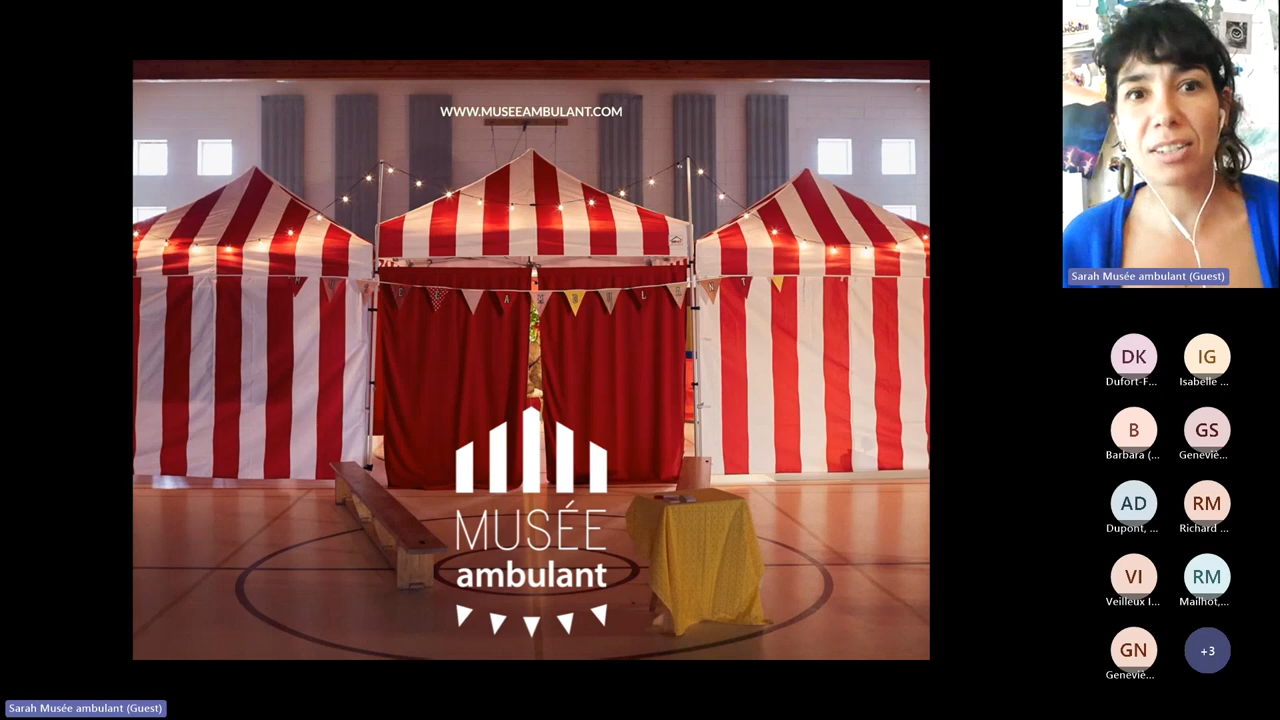 WWW.MUSEEAMBULANT.COM
MUSÉE
ambulant
Sarah Musée ambulant (Guest)
DK
Dufort-F...
IG
Isabelle ...
B
Barbara (...
GS
Geneviè...
AD
Dupont, ...
RM
Richard ...
VI
Veilleux I...
RM
Mailhot,...
GN
Geneviè...
+3
Sarah Musée ambulant (Guest)